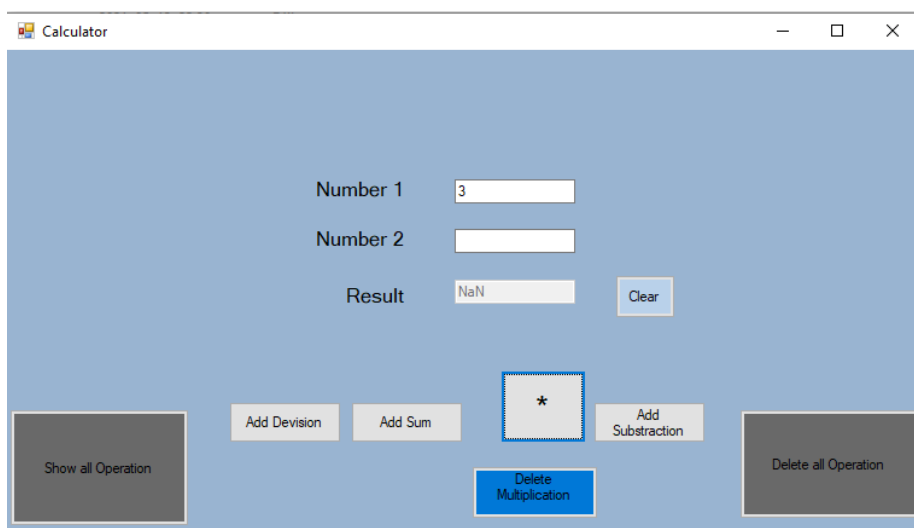 Calculator
Number 1
3
Number 2
Result
NaN
Clear
*
Add Devision
Add Sum
Add
Substraction
Show all Operation
Delete all Operation
Delete
Multiplication